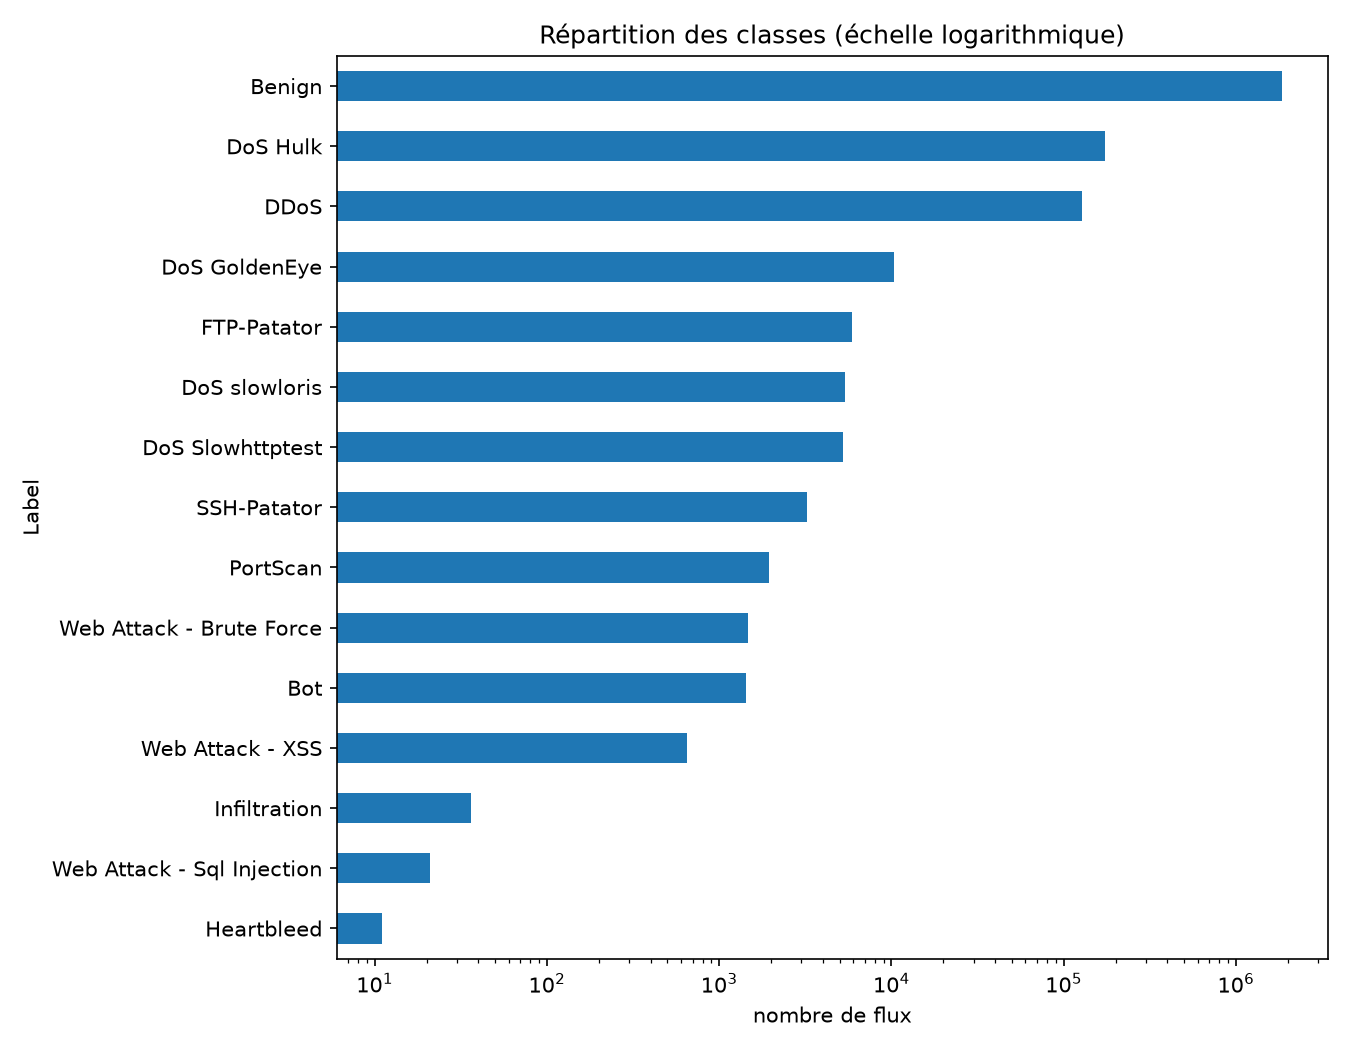 Répartition des classes (échelle logarithmique)
Benign
DoS Hulk
DDoS
DoS GoldenEye
FTP-Patator
DoS slowloris
DoS Slowhttptest
SSH-Patator
PortScan
Web Attack - Brute Force
Bot
Web Attack - XSS
Infiltration
Web Attack - Sql Injection
Heartbleed
Label
10¹ 10² 10³ 10⁴ 10⁵ 10⁶
nombre de flux